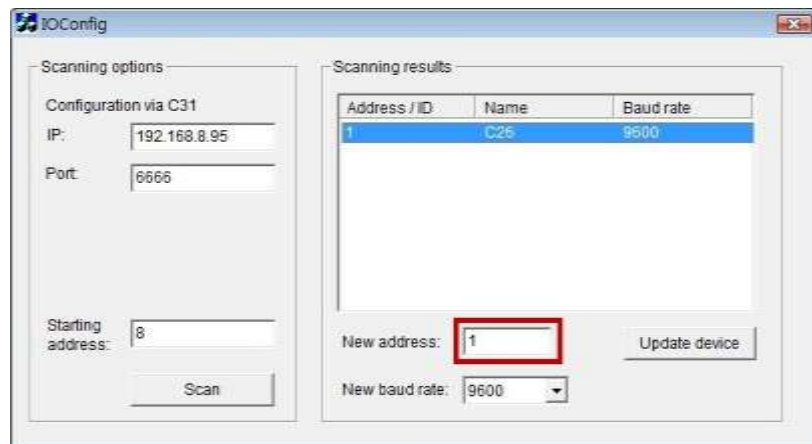 IOConfig
Scanning options
Configuration via C31
IP: 192.168.8.95
Port: 6666
Starting address: 8
Scan
Scanning results
Address / ID Name Baud rate
1 C26 9600
New address: 1
Update device
New baud rate: 9600